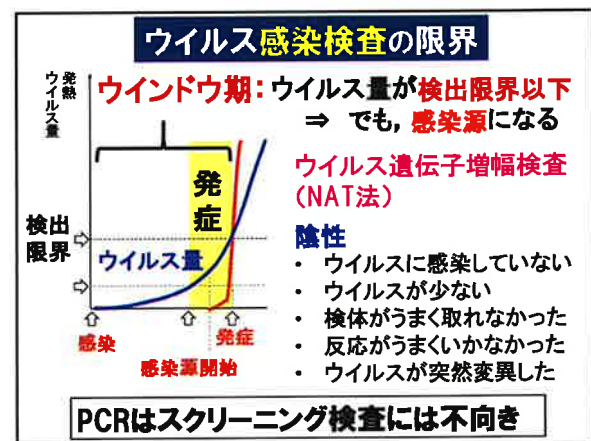 ウイルス感染検査の限界
発熱
ウイルス量
ウインドウ期：ウイルス量が検出限界以下
⇒ でも，感染源になる
発症
ウイルス遺伝子増幅検査
（NAT法）
検出
限界
ウイルス量
陰性
・ ウイルスに感染していない
・ ウイルスが少ない
・ 検体がうまく取れなかった
・ 反応がうまくいかなかった
・ ウイルスが突然変異した
感染
発症
感染源開始
PCRはスクリーニング検査には不向き